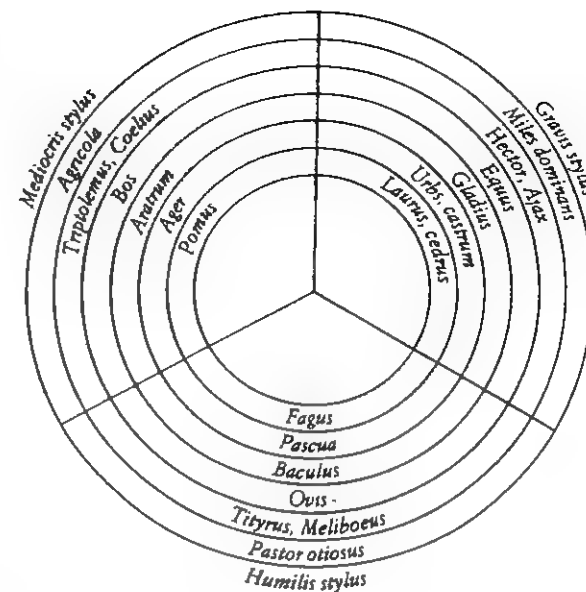 Mediocris stylus
Agricola
Triptolemus, Coelius
Bos
Aratrum
Ager
Pomus
Gravis stylus
Miles dominans
Hector, Ajax
Equus
Gladius
Urbs, castrum
Laurus, cedrus
Fagus
Pascua
Baculus
Ovis -
Tityrus, Meliboeus
Pastor otiosus
Humilis stylus